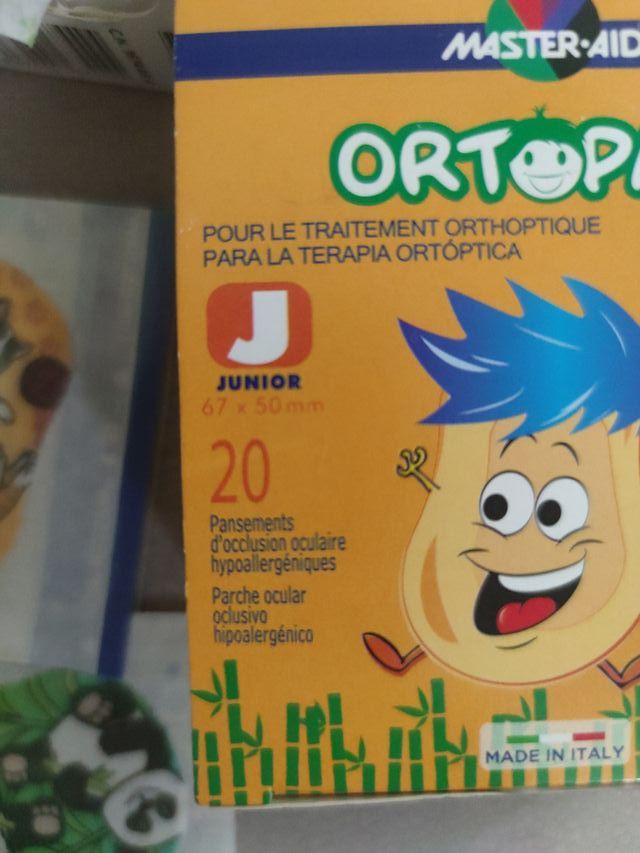 MASTER•AID
ORTOPA
POUR LE TRAITEMENT ORTHOPTIQUE
PARA LA TERAPIA ORTÓPTICA
J
JUNIOR
67 x 50 mm
20
Pansements
d'occlusion oculaire
hypoallergéniques
Parche ocular
oclusivo
hipoalergénico
MADE IN ITALY